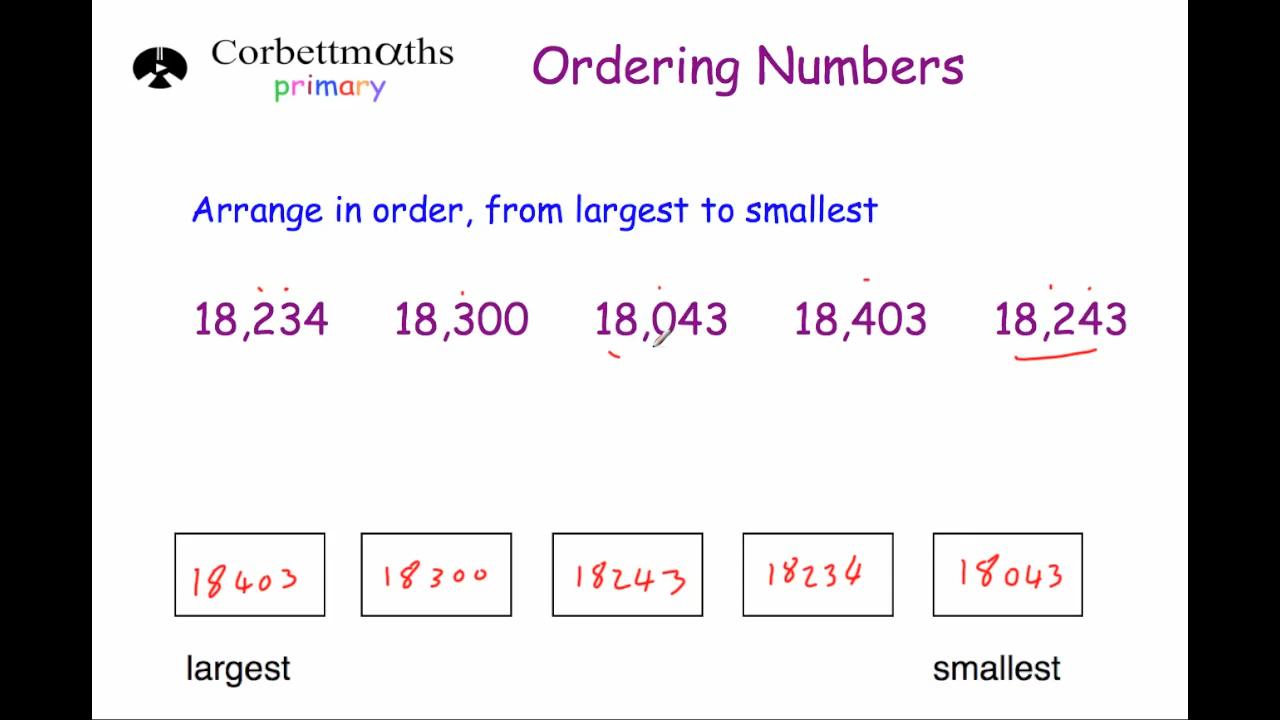 Corbettmαths
primary
Ordering Numbers
Arrange in order, from largest to smallest
18,234 18,300 18,043 18,403 18,243
18403 18300 18243 18234 18043
largest smallest